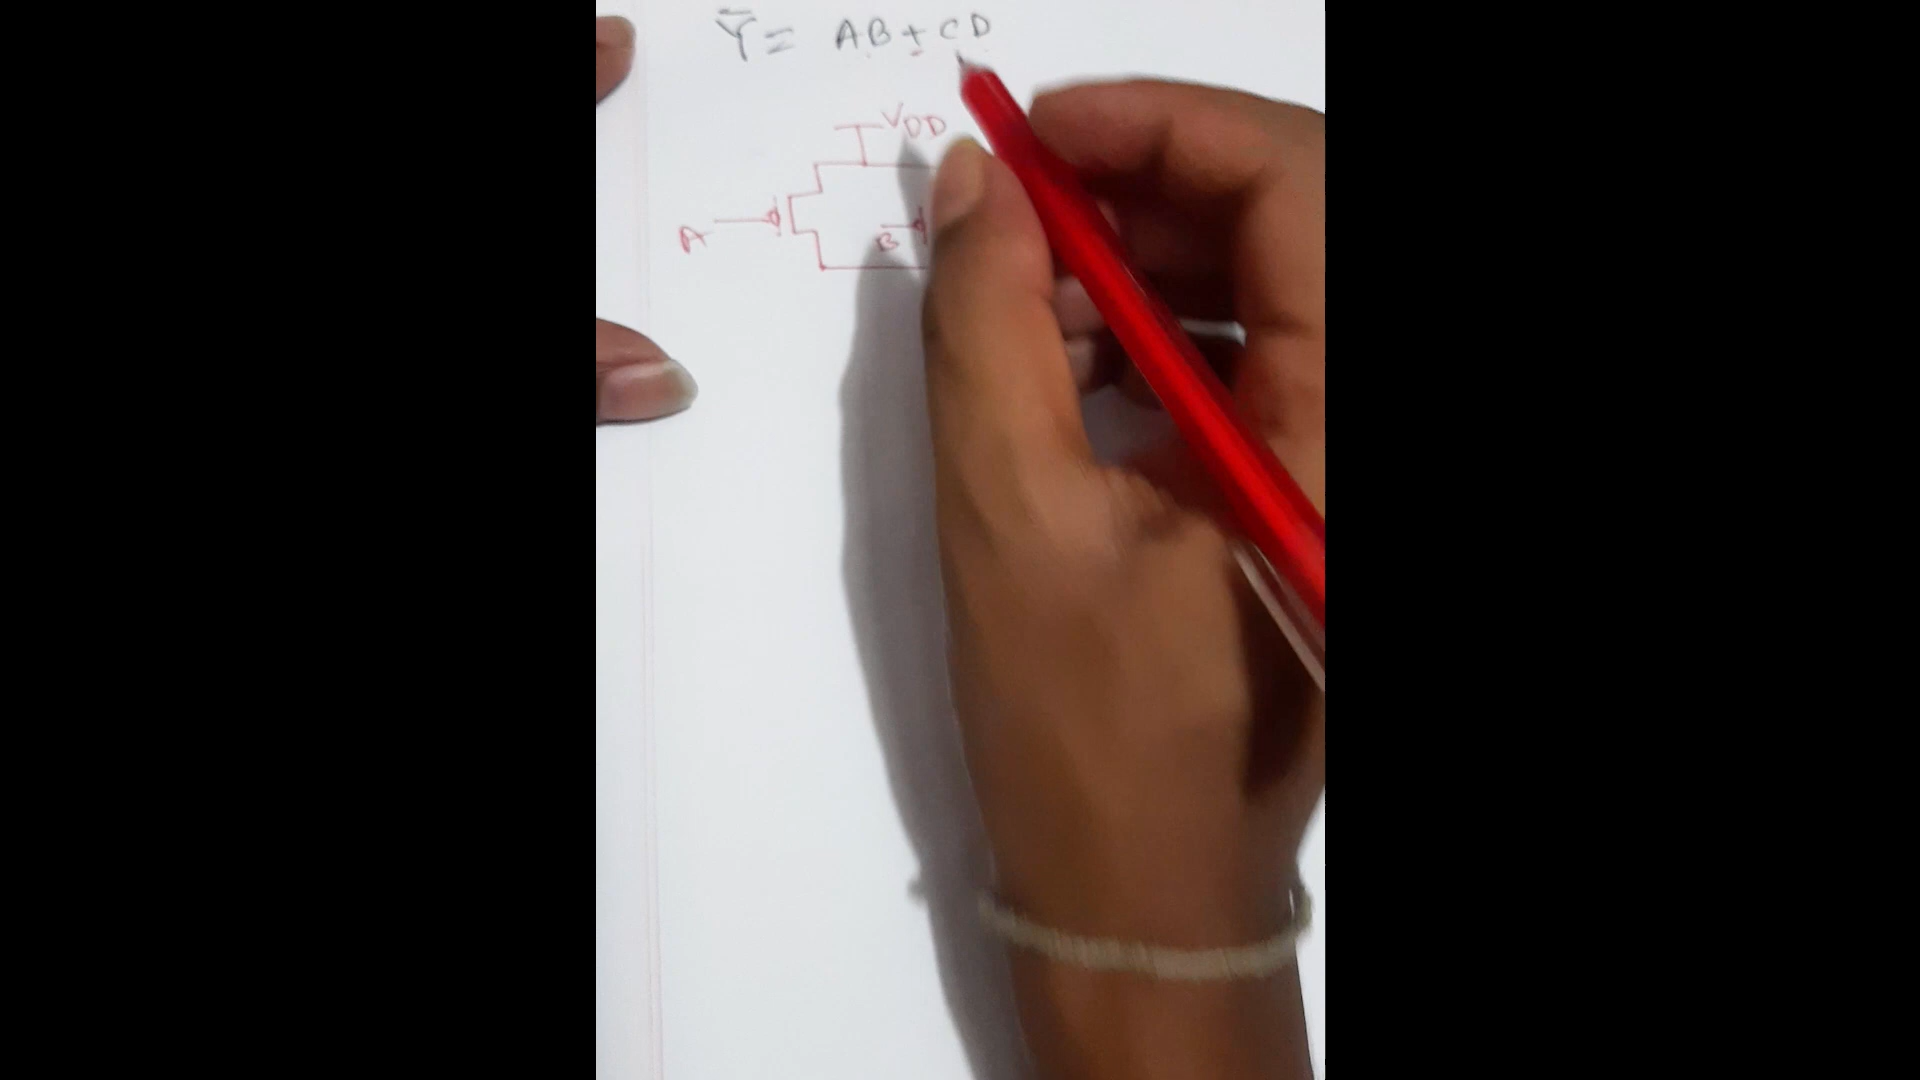 Ȳ = AB + CD
VDD
A
B